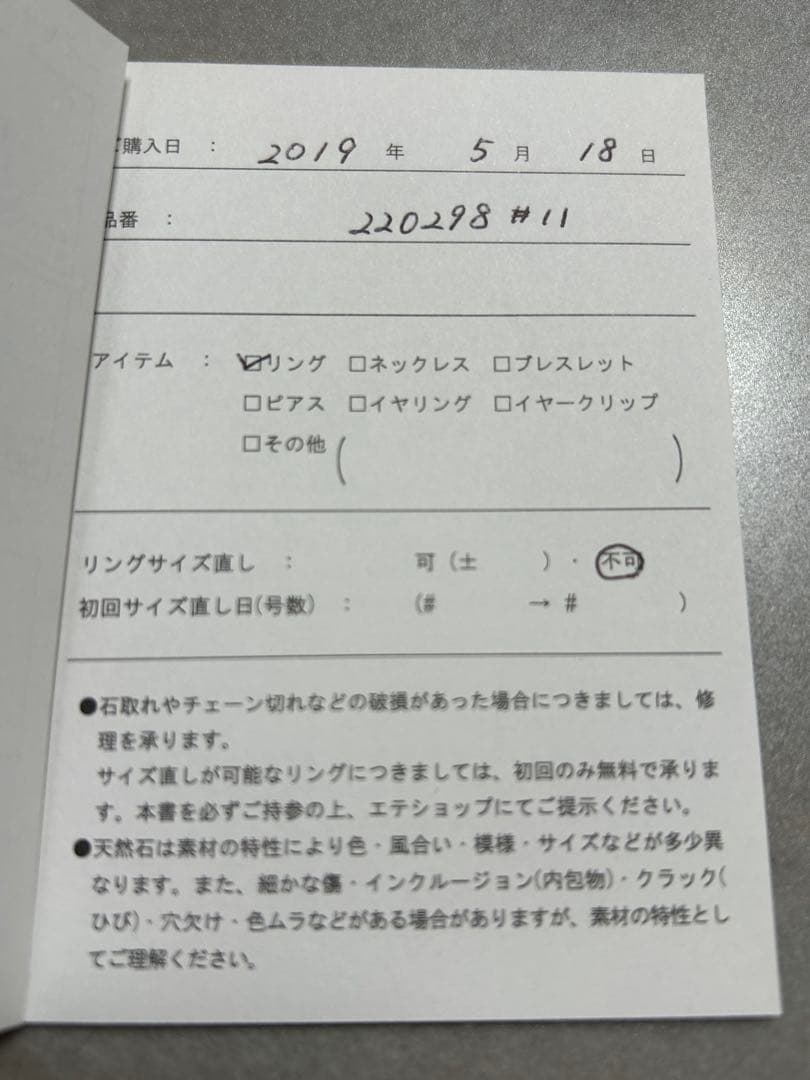 ご購入日 : 2019 年 5 月 18 日
品番 : 220298 #11
アイテム : ☑リング □ネックレス □ブレスレット
□ピアス □イヤリング □イヤークリップ
□その他 ( )
リングサイズ直し : 可(± )・不可
初回サイズ直し日(号数) : (# → # )
●石取れやチェーン切れなどの破損があった場合につきましては、修
理を承ります。
サイズ直しが可能なリングにつきましては、初回のみ無料で承りま
す。本書を必ずご持参の上、エテショップにてご提示ください。
●天然石は素材の特性により色・風合い・模様・サイズなどが多少異
なります。また、細かな傷・インクルージョン(内包物)・クラック(
ひび)・穴欠け・色ムラなどがある場合がありますが、素材の特性とし
てご理解ください。